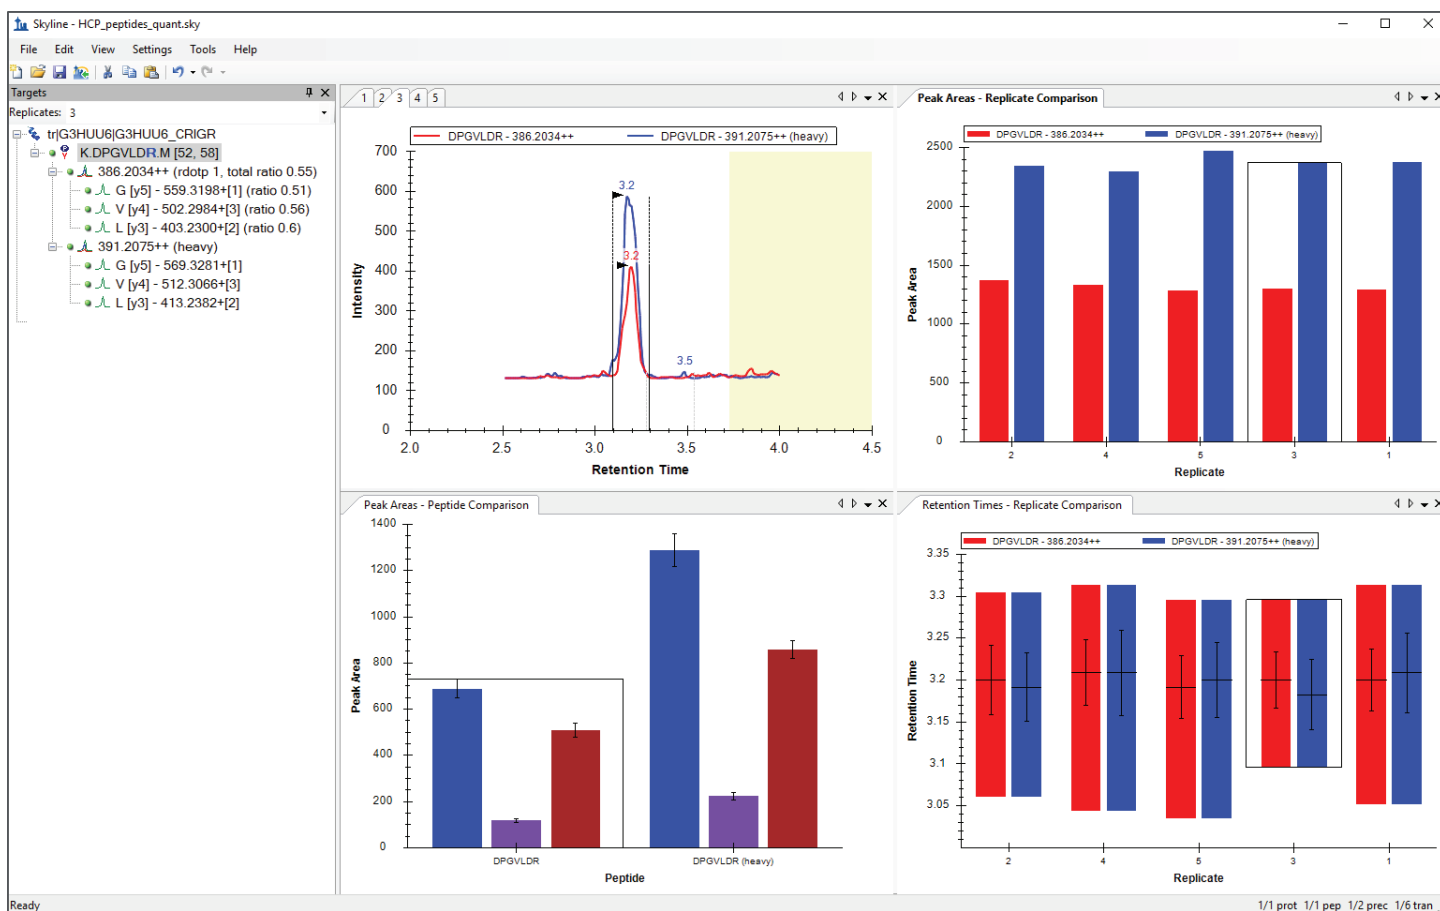 Skyline - HCP_peptides_quant.sky
File Edit View Settings Tools Help
Targets
Replicates: 3
tr|G3HUU6|G3HUU6_CRIGR
K.DPGVLDR.M [52, 58]
386.2034++ (rdotp 1, total ratio 0.55)
G [y5] - 559.3198+[1] (ratio 0.51)
V [y4] - 502.2984+[3] (ratio 0.56)
L [y3] - 403.2300+[2] (ratio 0.6)
391.2075++ (heavy)
G [y5] - 569.3281+[1]
V [y4] - 512.3066+[3]
L [y3] - 413.2382+[2]
1 2 3 4 5
DPGVLDR - 386.2034++ DPGVLDR - 391.2075++ (heavy)
700
600
500
400
300
200
100
0
Intensity
3.2
3.2
3.5
2.0 2.5 3.0 3.5 4.0 4.5
Retention Time
Peak Areas - Replicate Comparison
DPGVLDR - 386.2034++ DPGVLDR - 391.2075++ (heavy)
2500
2000
1500
1000
500
0
Peak Area
2 4 5 3 1
Replicate
Peak Areas - Peptide Comparison
1400
1200
1000
800
600
400
200
0
Peak Area
DPGVLDR DPGVLDR (heavy)
Peptide
Retention Times - Replicate Comparison
DPGVLDR - 386.2034++ DPGVLDR - 391.2075++ (heavy)
3.35
3.3
3.25
3.2
3.15
3.1
3.05
Retention Time
2 4 5 3 1
Replicate
Ready
1/1 prot 1/1 pep 1/2 prec 1/6 tran